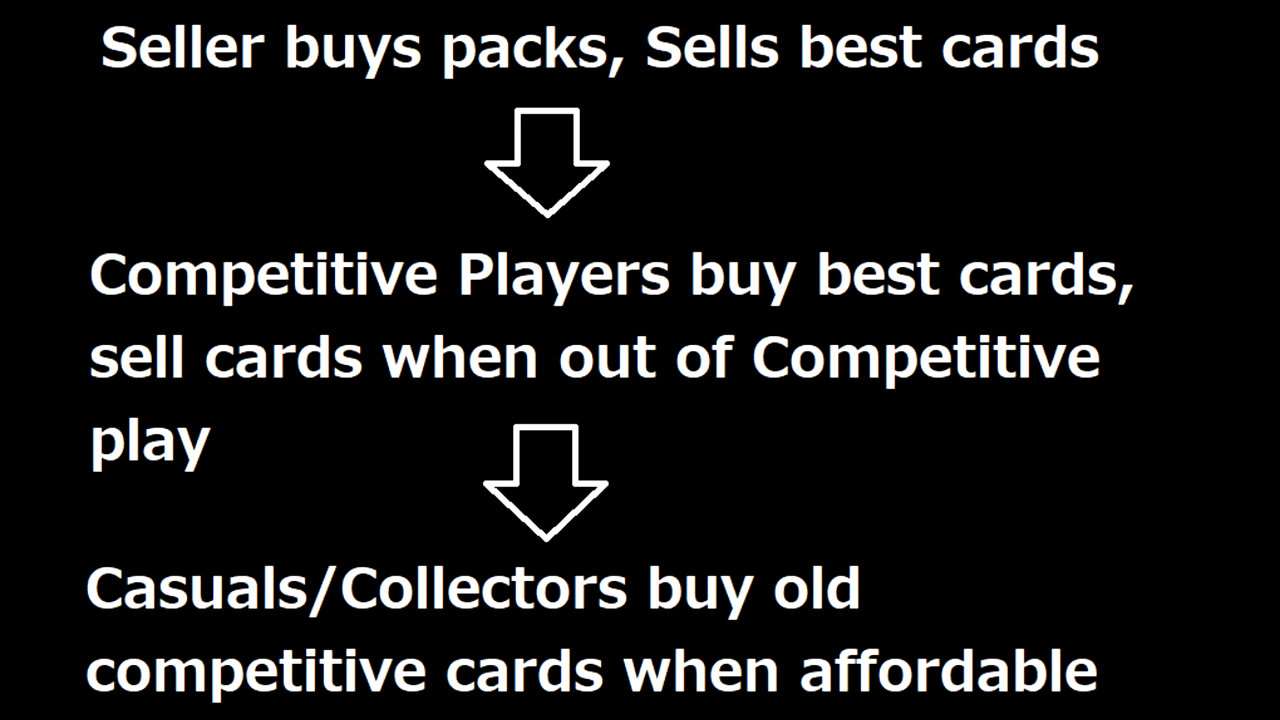 Seller buys packs, Sells best cards
Competitive Players buy best cards,
sell cards when out of Competitive
play
Casuals/Collectors buy old
competitive cards when affordable